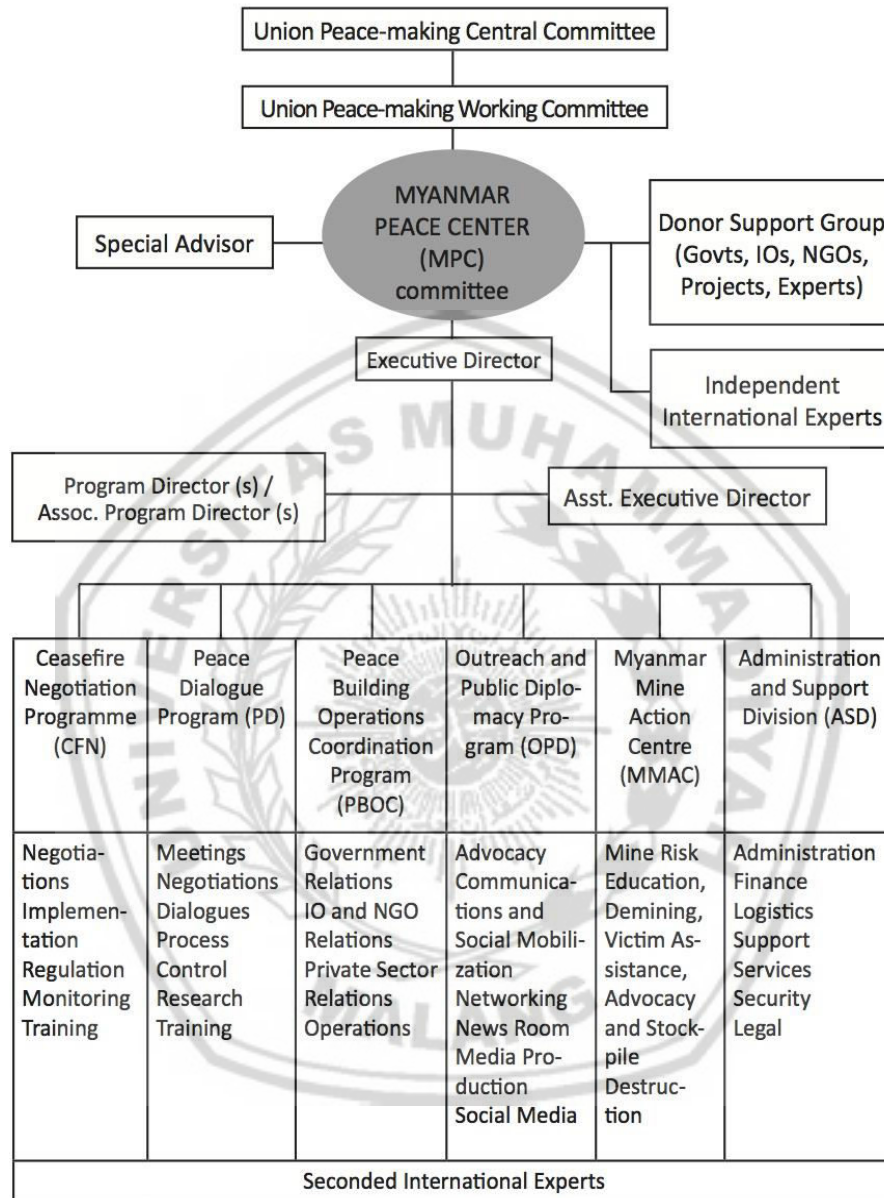 Union Peace-making Central Committee
Union Peace-making Working Committee
MYANMAR
PEACE CENTER
(MPC)
committee
Special Advisor
Donor Support Group
(Govts, IOs, NGOs,
Projects, Experts)
Executive Director
Independent
International Experts
Program Director (s) /
Assoc. Program Director (s)
Asst. Executive Director
Ceasefire
Negotiation
Programme
(CFN)
Peace
Dialogue
Program (PD)
Peace
Building
Operations
Coordination
Program
(PBOC)
Outreach and
Public Diplo-
macy Pro-
gram (OPD)
Myanmar
Mine
Action
Centre
(MMAC)
Administration
and Support
Division (ASD)
Negotia-
tions
Implemen-
tation
Regulation
Monitoring
Training
Meetings
Negotiations
Dialogues
Process
Control
Research
Training
Government
Relations
IO and NGO
Relations
Private Sector
Relations
Operations
Advocacy
Communica-
tions and
Social Mobili-
zation
Networking
News Room
Media Pro-
duction
Social Media
Mine Risk
Education,
Demining,
Victim As-
sistance,
Advocacy
and Stock-
pile
Destruc-
tion
Administration
Finance
Logistics
Support
Services
Security
Legal
Seconded International Experts
UNIVERSITAS MUHAMMADIYAH
MALANG